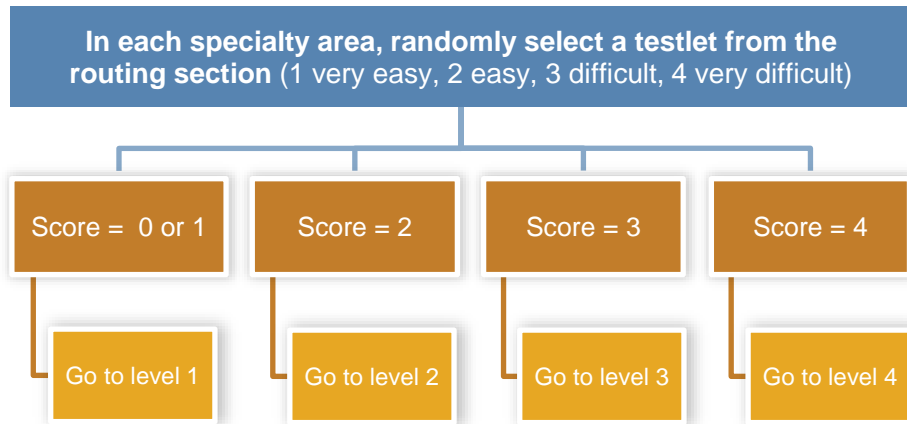 In each specialty area, randomly select a testlet from the
routing section (1 very easy, 2 easy, 3 difficult, 4 very difficult)
Score =  0 or 1
Score = 2
Score = 3
Score = 4
Go to level 1
Go to level 2
Go to level 3
Go to level 4